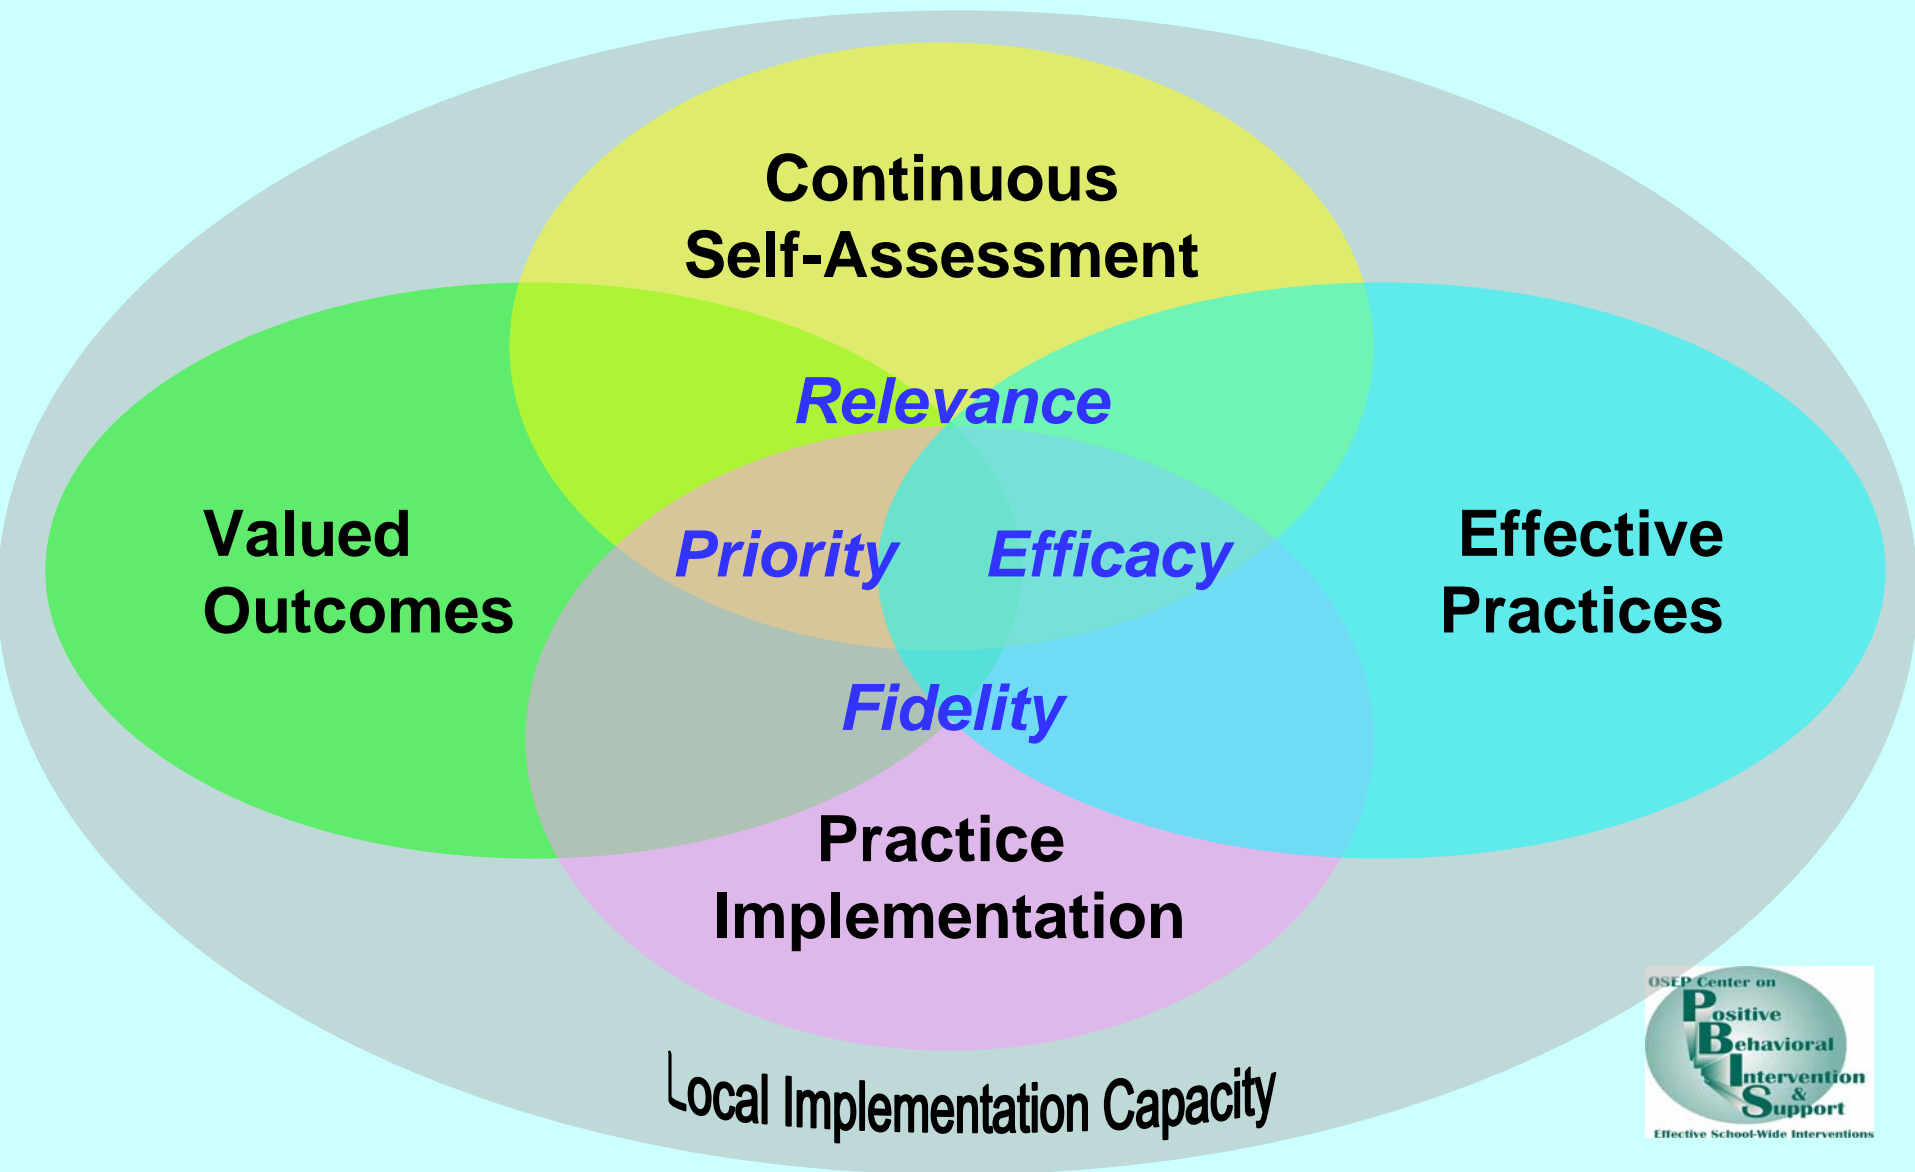 Continuous
Self-Assessment
Relevance
Valued
Outcomes
Priority
Efficacy
Effective
Practices
Fidelity
Practice
Implementation
Local Implementation Capacity
OSEP Center on
Positive
Behavioral
Intervention
&
Support
Effective School-Wide Interventions